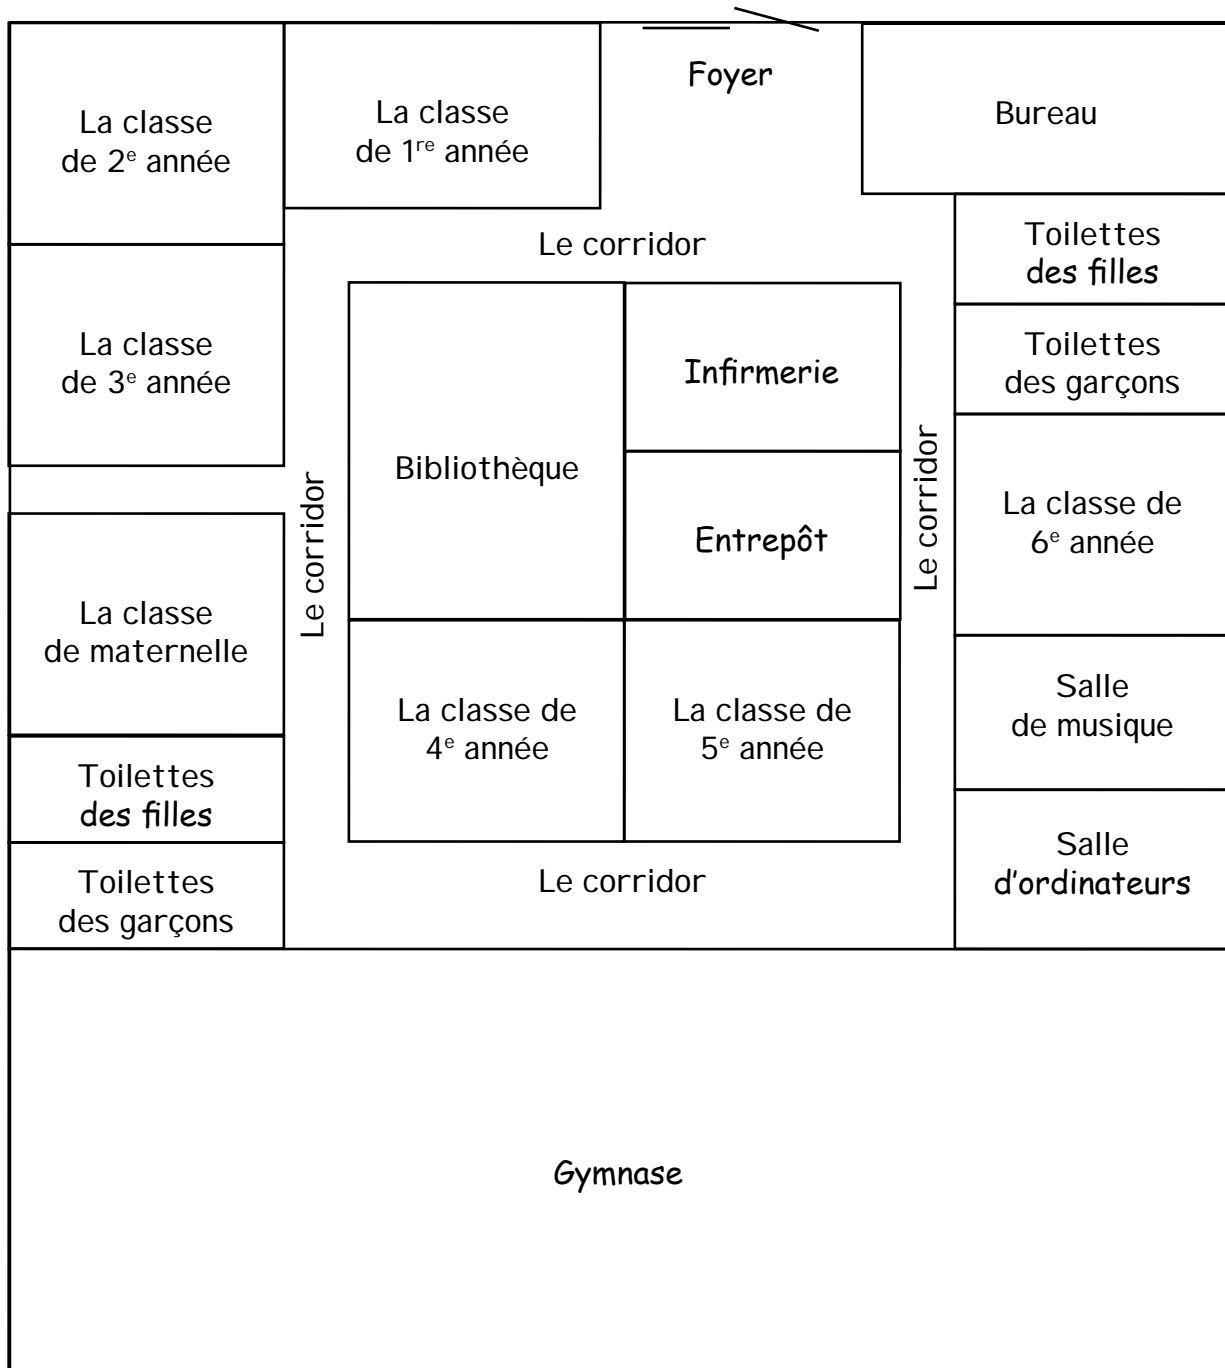 Foyer
La classe
de 2e année
La classe
de 1re année
Bureau
Le corridor
Toilettes
des filles
La classe
de 3e année
Infirmerie
Toilettes
des garçons
Bibliothèque
Le corridor
Entrepôt
Le corridor
La classe de
6e année
La classe
de maternelle
La classe de
4e année
La classe de
5e année
Salle
de musique
Toilettes
des filles
Toilettes
des garçons
Le corridor
Salle
d'ordinateurs
Gymnase